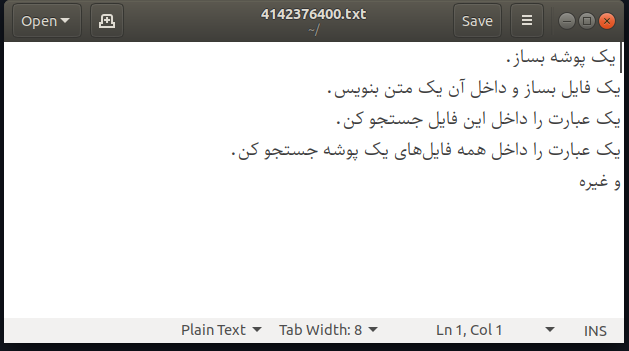 Open
4142376400.txt
~/
Save
یک پوشه بساز.
یک فایل بساز و داخل آن یک متن بنویس.
یک عبارت را داخل این فایل جستجو کن.
یک عبارت را داخل همه فایل‌های یک پوشه جستجو کن.
و غیره
Plain Text Tab Width: 8 Ln 1, Col 1 INS